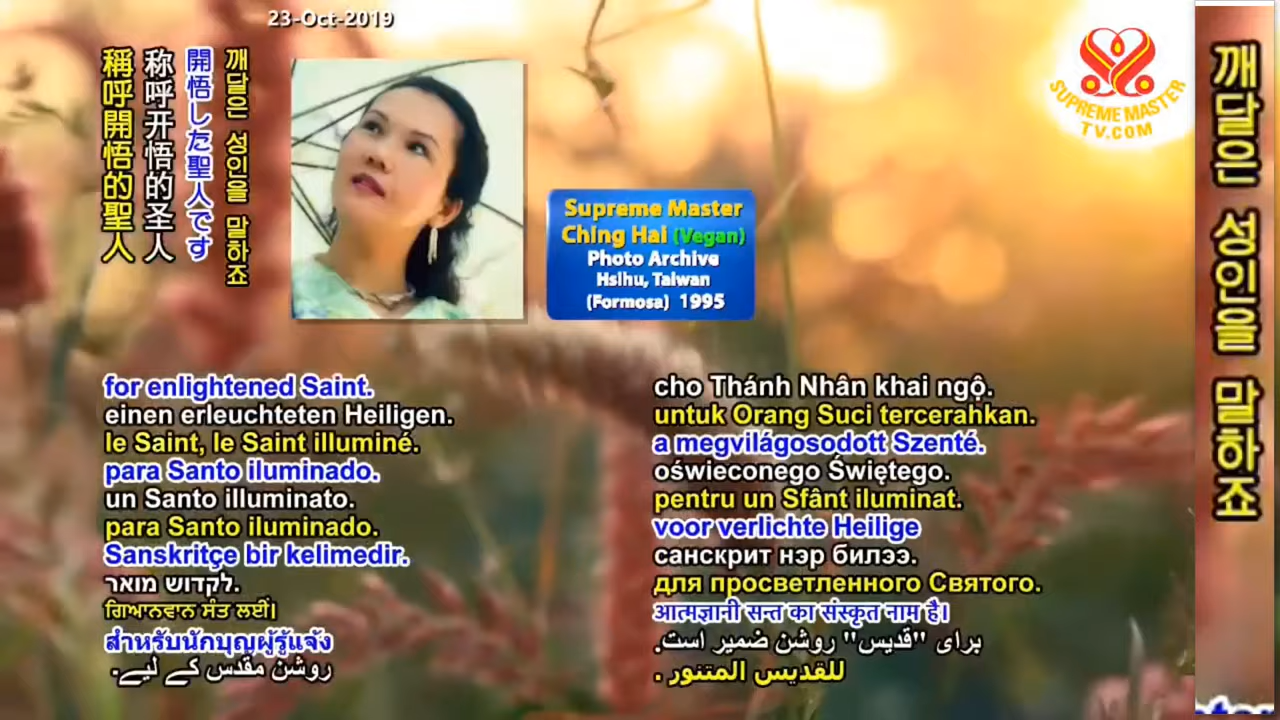 23-Oct-2019
稱呼開悟的聖人
称呼开悟的圣人
開悟した聖人です
깨달은 성인을 말하죠
SUPREME MASTER
TV.COM
Supreme Master
Ching Hai (Vegan)
Photo Archive
Hsihu, Taiwan
(Formosa) 1995
for enlightened Saint.
einen erleuchteten Heiligen.
le Saint, le Saint illuminé.
para Santo iluminado.
un Santo illuminato.
para Santo iluminado.
Sanskritçe bir kelimedir.
לקדוש מואר.
ਗਿਆਨਵਾਨ ਸੰਤ ਲਈ।
สำหรับนักบุญผู้รู้แจ้ง
روشن مقدس کے لیے۔
cho Thánh Nhân khai ngộ.
untuk Orang Suci tercerahkan.
a megvilágosodott Szenté.
oświeconego Świętego.
pentru un Sfânt iluminat.
voor verlichte Heilige
санскрит нэр билээ.
для просветленного Святого.
आत्मज्ञानी सन्त का संस्कृत नाम है।
برای "قدیس" روشن ضمیر است.
للقديس المتنور .
깨달은 성인을 말하죠